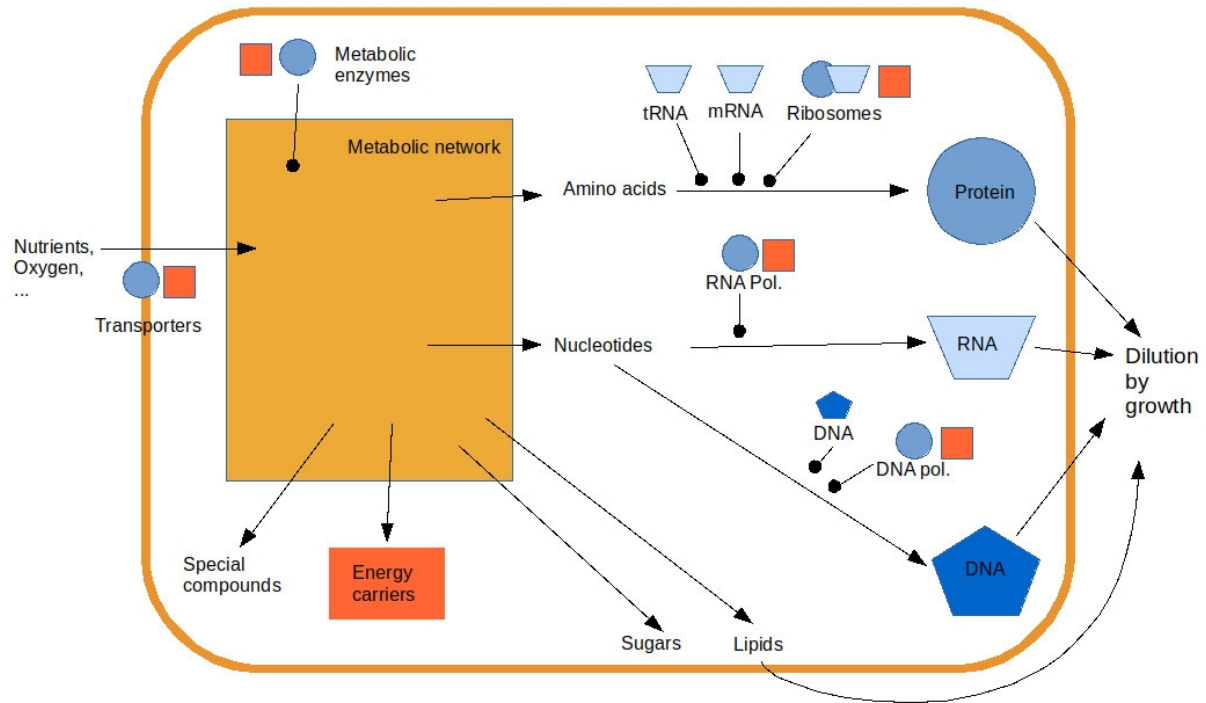 Metabolic
enzymes
Metabolic network
tRNA
mRNA
Ribosomes
Amino acids
Protein
Nutrients,
Oxygen,
...
Transporters
RNA Pol.
Nucleotides
RNA
Dilution
by
growth
DNA
DNA pol.
DNA
Special
compounds
Energy
carriers
Sugars
Lipids